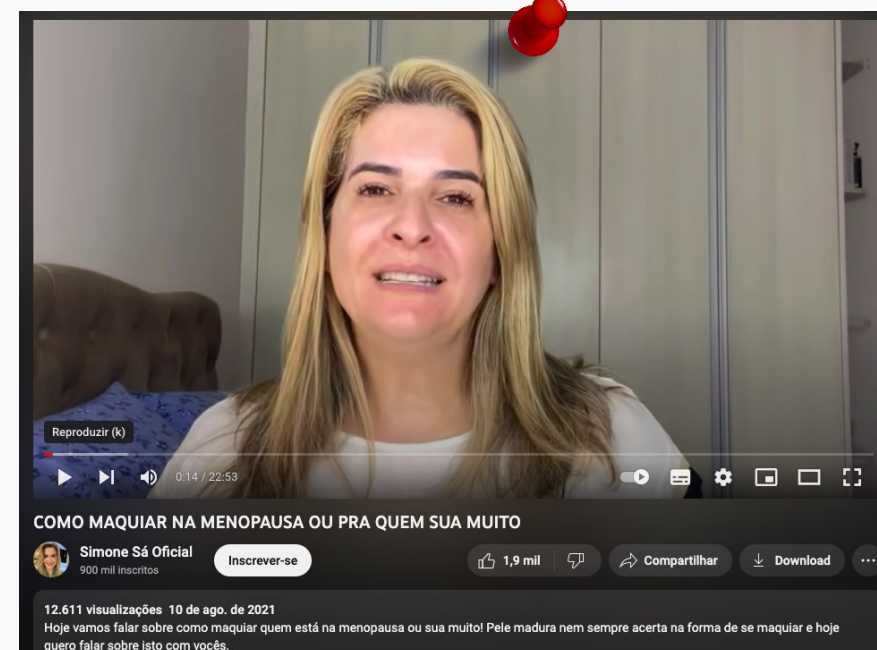 Reproduzir (k)
0:14 / 22:53
COMO MAQUIAR NA MENOPAUSA OU PRA QUEM SUA MUITO
Simone Sá Oficial
900 mil inscritos
Inscrever-se
1,9 mil
Compartilhar
Download
12.611 visualizações 10 de ago. de 2021
Hoje vamos falar sobre como maquiar quem está na menopausa ou sua muito! Pele madura nem sempre acerta na forma de se maquiar e hoje
quero falar sobre isto com vocês.